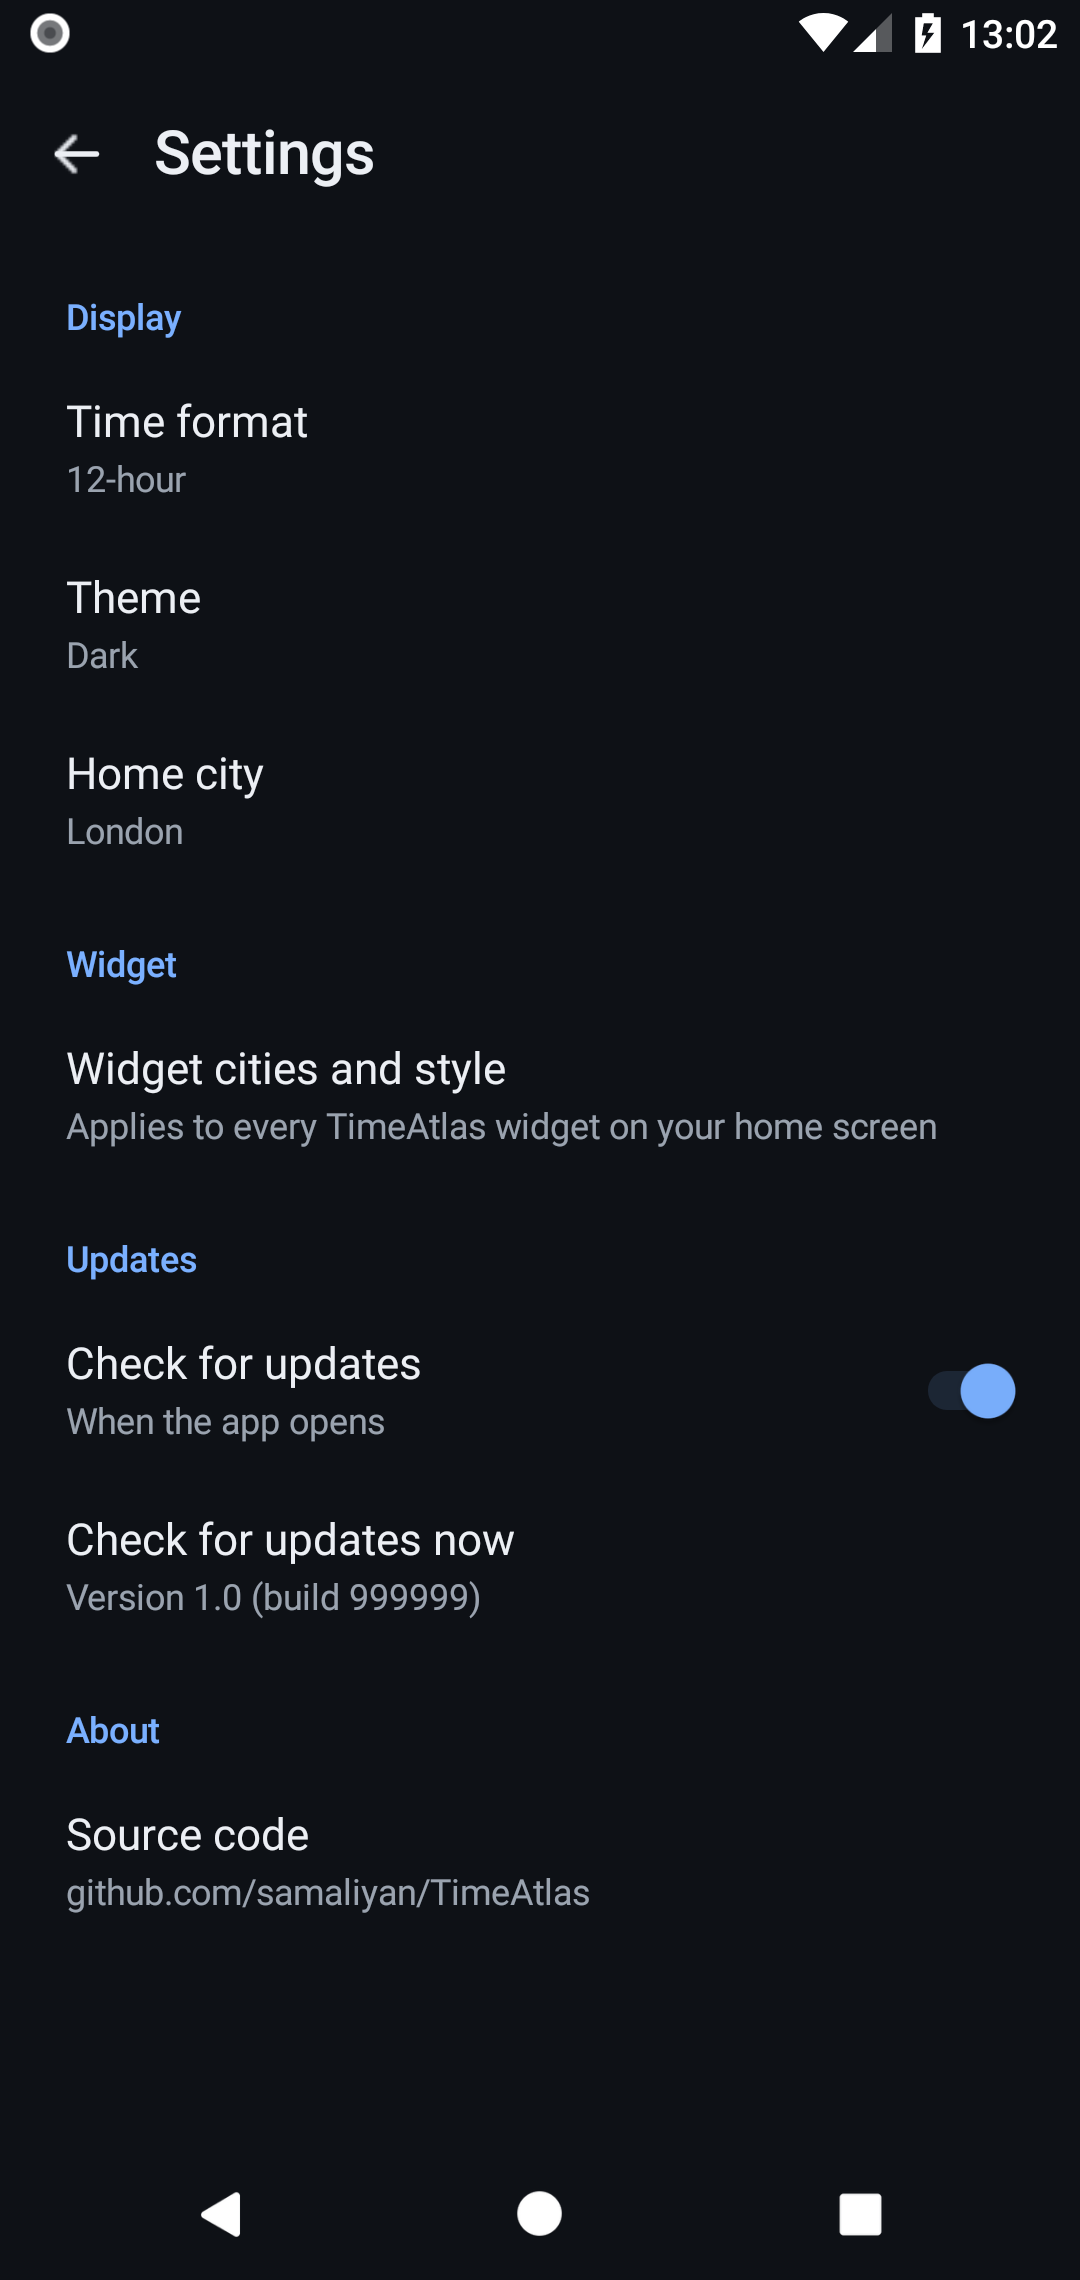 13:02
Settings
Display
Time format
12-hour
Theme
Dark
Home city
London
Widget
Widget cities and style
Applies to every TimeAtlas widget on your home screen
Updates
Check for updates
When the app opens
Check for updates now
Version 1.0 (build 999999)
About
Source code
github.com/samaliyan/TimeAtlas